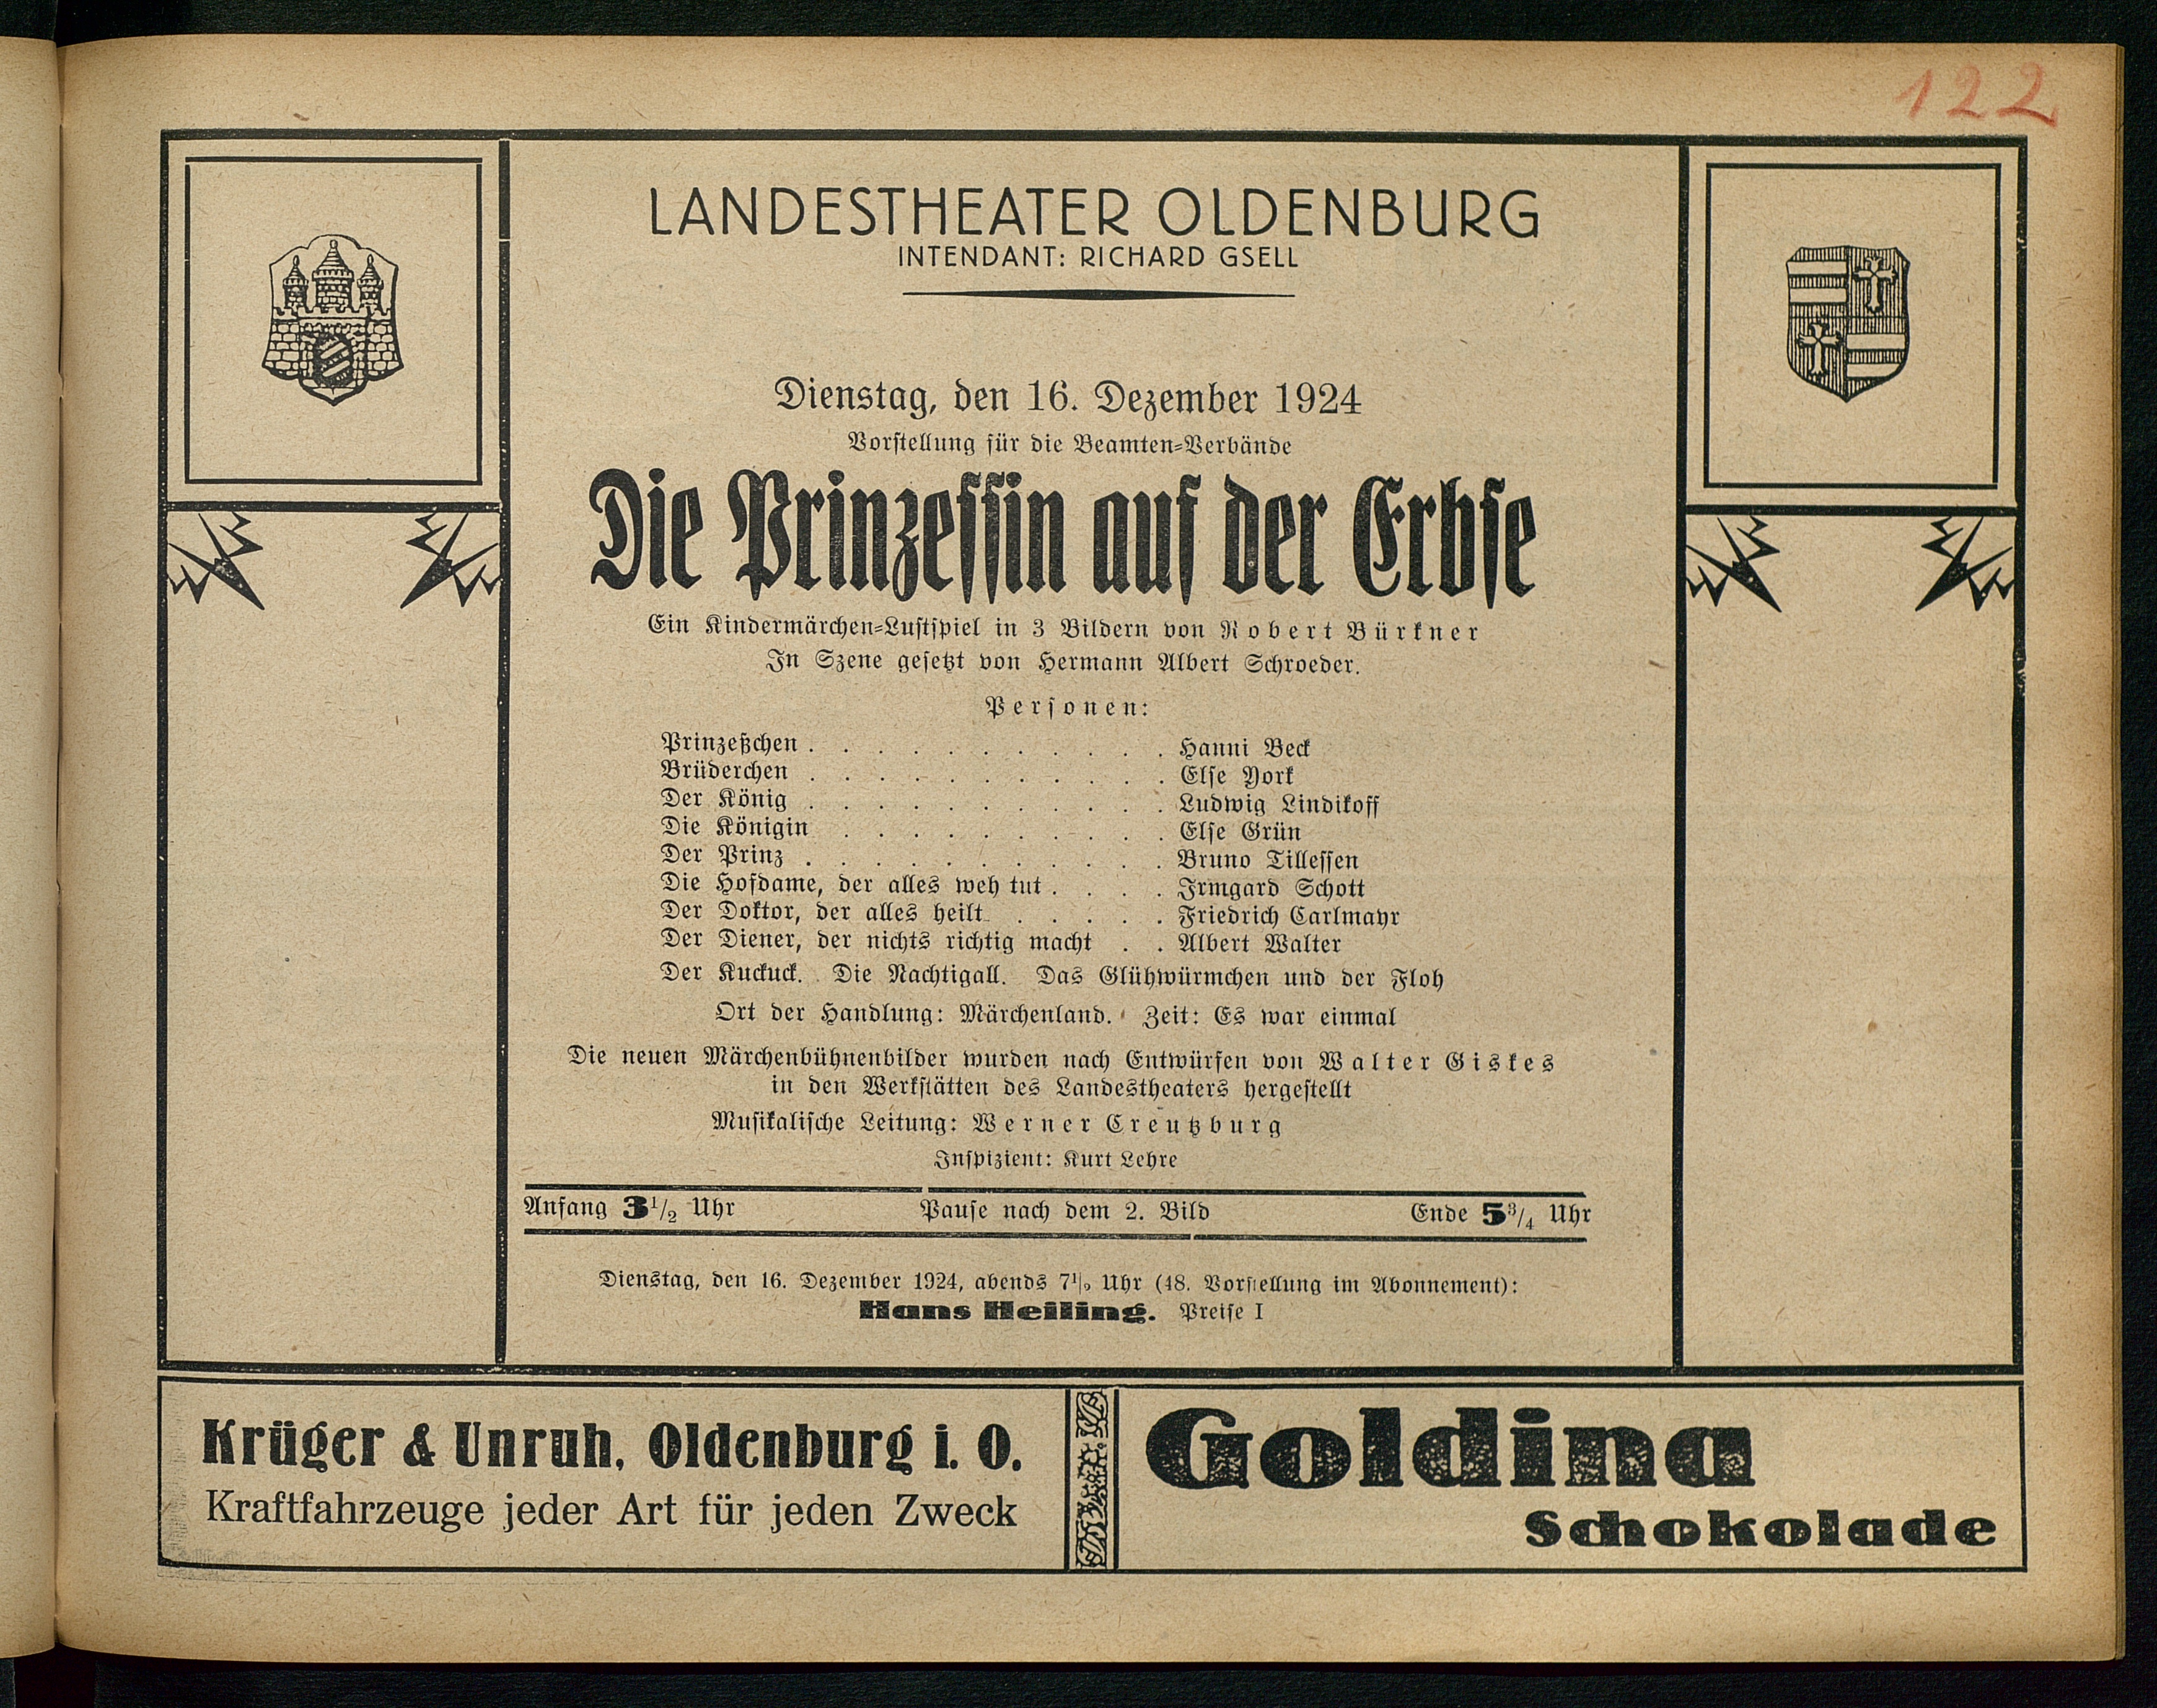 122
LANDESTHEATER OLDENBURG
INTENDANT: RICHARD GSELL
Dienstag, den 16. Dezember 1924
Vorstellung für die Beamten=Verbände
Die Prinzessin auf der Erbse
Ein Kindermärchen=Lustspiel in 3 Bildern von Robert Bürkner
In Szene gesetzt von Hermann Albert Schroeder.
Personen:
Prinzeßchen . . . . . . . . . . . Hanni Beck
Brüderchen . . . . . . . . . . . Else York
Der König . . . . . . . . . . . Ludwig Lindikoff
Die Königin . . . . . . . . . . Else Grün
Der Prinz . . . . . . . . . . . Bruno Tillessen
Die Hofdame, der alles weh tut . . . . Irmgard Schott
Der Doktor, der alles heilt . . . . . Friedrich Carlmayr
Der Diener, der nichts richtig macht . . Albert Walter
Der Kuckuck. Die Nachtigall. Das Glühwürmchen und der Floh
Ort der Handlung: Märchenland. Zeit: Es war einmal
Die neuen Märchenbühnenbilder wurden nach Entwürfen von Walter Giskes
in den Werkstätten des Landestheaters hergestellt
Musikalische Leitung: Werner Creutzburg
Inspizient: Kurt Lehre
Anfang 3 1/2 Uhr Pause nach dem 2. Bild Ende 5 3/4 Uhr
Dienstag, den 16. Dezember 1924, abends 7 1/2 Uhr (48. Vorstellung im Abonnement):
Hans Heiling. Preise I
Krüger & Unruh, Oldenburg i. O.
Kraftfahrzeuge jeder Art für jeden Zweck
Goldina
Schokolade